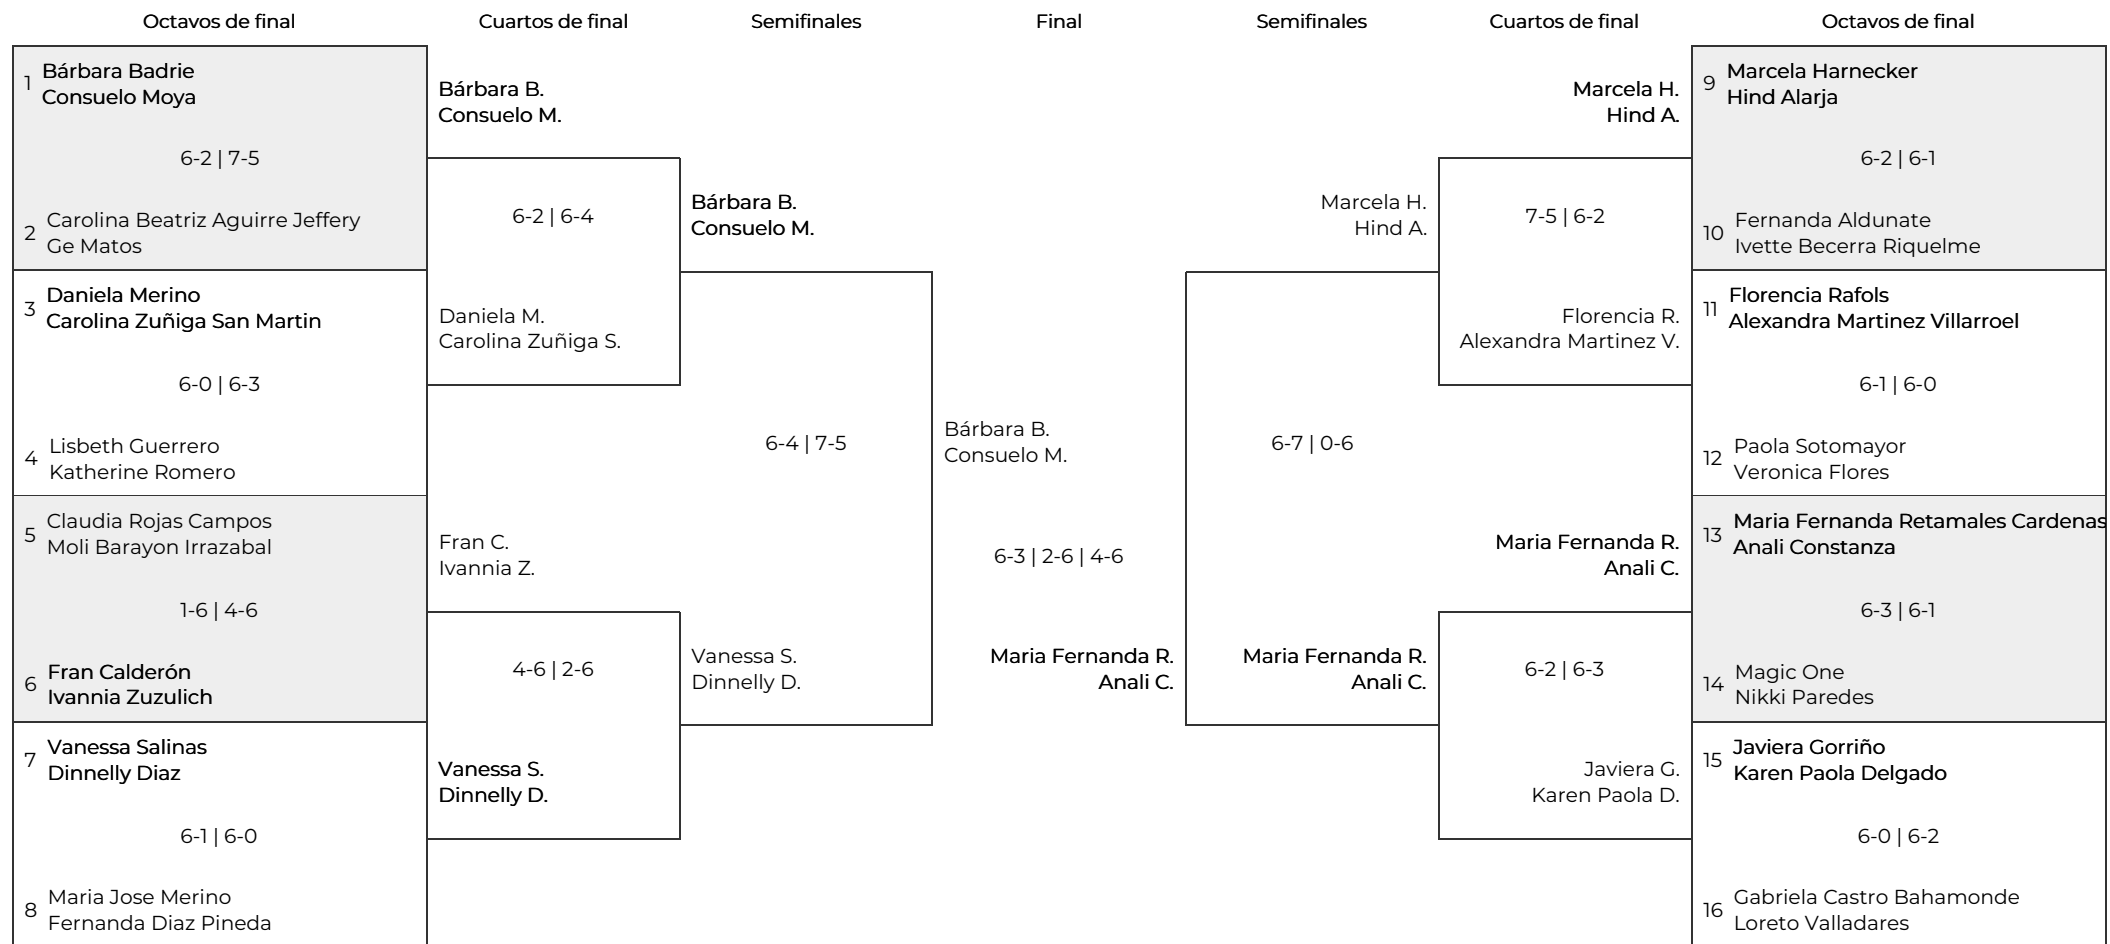 Octavos de final
Cuartos de final
Semifinales
Final
Semifinales
Cuartos de final
Octavos de final
1
Bárbara Badrie
Consuelo Moya
6-2 | 7-5
2
Carolina Beatriz Aguirre Jeffery
Ge Matos
3
Daniela Merino
Carolina Zuñiga San Martin
6-0 | 6-3
4
Lisbeth Guerrero
Katherine Romero
5
Claudia Rojas Campos
Moli Barayon Irrazabal
1-6 | 4-6
6
Fran Calderón
Ivannia Zuzulich
7
Vanessa Salinas
Dinnelly Diaz
6-1 | 6-0
8
Maria Jose Merino
Fernanda Diaz Pineda
Bárbara B.
Consuelo M.
6-2 | 6-4
Daniela M.
Carolina Zuñiga S.
Fran C.
Ivannia Z.
4-6 | 2-6
Vanessa S.
Dinnelly D.
Bárbara B.
Consuelo M.
6-4 | 7-5
Vanessa S.
Dinnelly D.
Bárbara B.
Consuelo M.
6-3 | 2-6 | 4-6
Maria Fernanda R.
Anali C.
Marcela H.
Hind A.
6-7 | 0-6
Maria Fernanda R.
Anali C.
Marcela H.
Hind A.
7-5 | 6-2
Florencia R.
Alexandra Martinez V.
Maria Fernanda R.
Anali C.
6-2 | 6-3
Javiera G.
Karen Paola D.
9
Marcela Harnecker
Hind Alarja
6-2 | 6-1
10
Fernanda Aldunate
Ivette Becerra Riquelme
11
Florencia Rafols
Alexandra Martinez Villarroel
6-1 | 6-0
12
Paola Sotomayor
Veronica Flores
13
Maria Fernanda Retamales Cardenas
Anali Constanza
6-3 | 6-1
14
Magic One
Nikki Paredes
15
Javiera Gorriño
Karen Paola Delgado
6-0 | 6-2
16
Gabriela Castro Bahamonde
Loreto Valladares